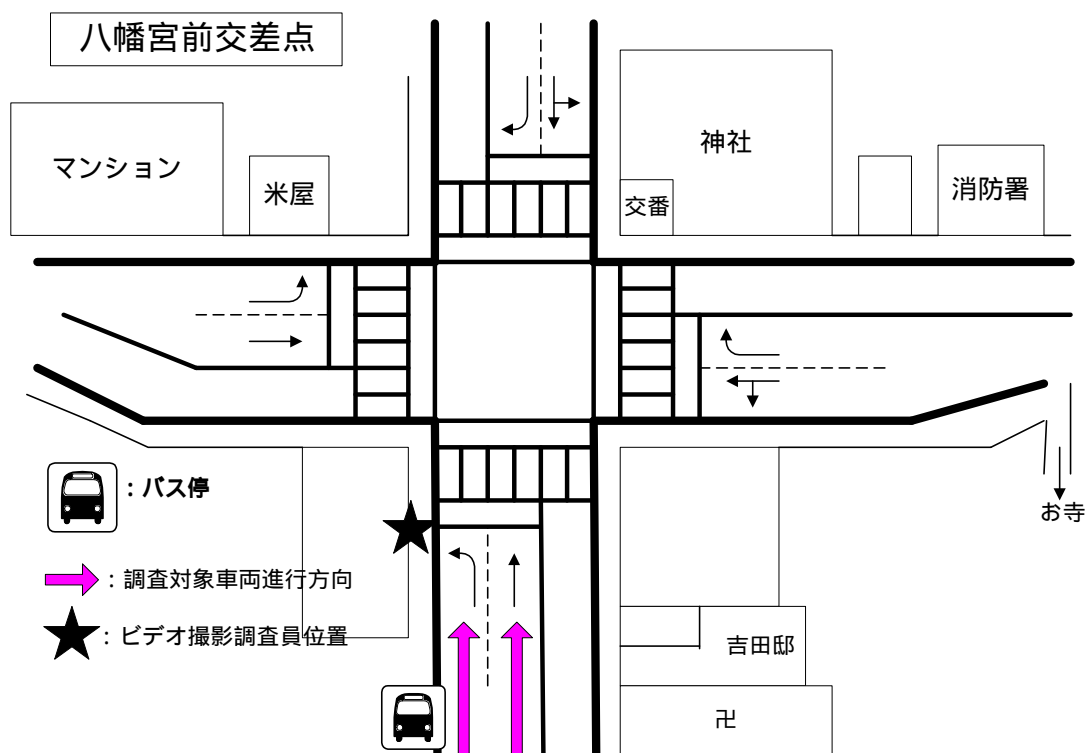 八幡宮前交差点
マンション
米屋
神社
交番
消防署
：バス停
お寺
：調査対象車両進行方向
：ビデオ撮影調査員位置
吉田邸
卍